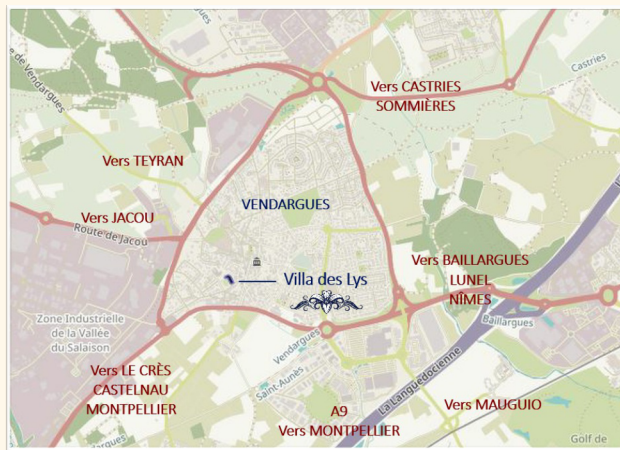 Vers CASTRIES
SOMMIÈRES
Castries
de Vendargues
Vers TEYRAN
VENDARGUES
Vers JACOU
Route de Jacou
Vers BAILLARGUES
LUNEL
NÎMES
Villa des Lys
Zone Industrielle
de la Vallée
du Salaison
Baillargues
Vendargues
Saint-Aunès
La Languedocienne
Vers LE CRÈS
CASTELNAU
MONTPELLIER
A9
Vers MONTPELLIER
Vers MAUGUIO
Golf de